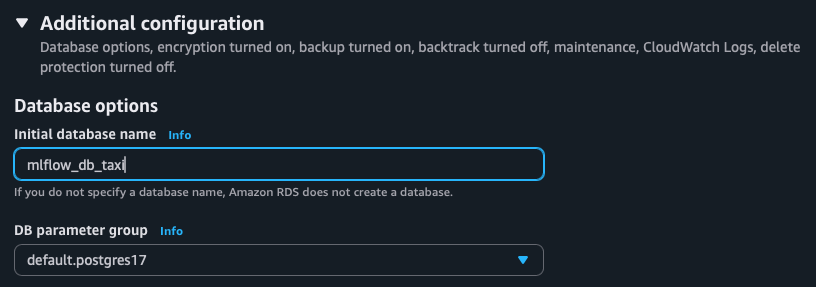 Additional configuration
Database options, encryption turned on, backup turned on, backtrack turned off, maintenance, CloudWatch Logs, delete
protection turned off.
Database options
Initial database name Info
mlflow_db_taxi
If you do not specify a database name, Amazon RDS does not create a database.
DB parameter group Info
default.postgres17